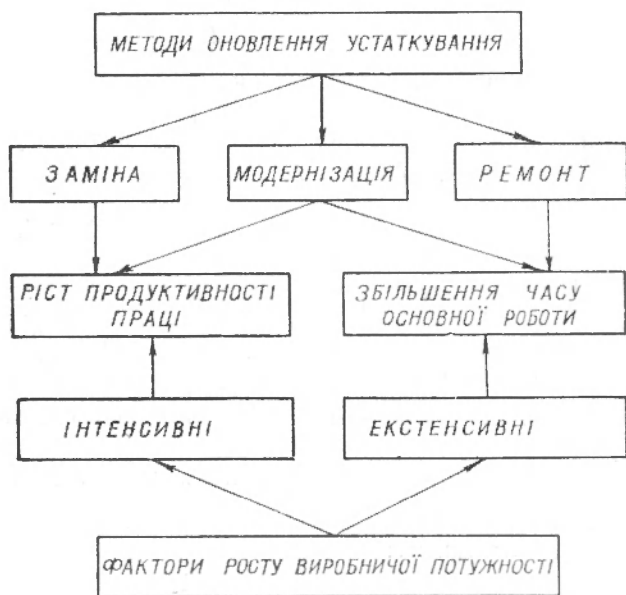 МЕТОДИ ОНОВЛЕННЯ УСТАТКУВАННЯ
ЗАМІНА
МОДЕРНІЗАЦІЯ
РЕМОНТ
РІСТ ПРОДУКТИВНОСТІ
ПРАЦІ
ЗБІЛЬШЕННЯ ЧАСУ
ОСНОВНОЇ РОБОТИ
ІНТЕНСИВНІ
ЕКСТЕНСИВНІ
ФАКТОРИ РОСТУ ВИРОБНИЧОЇ ПОТУЖНОСТІ